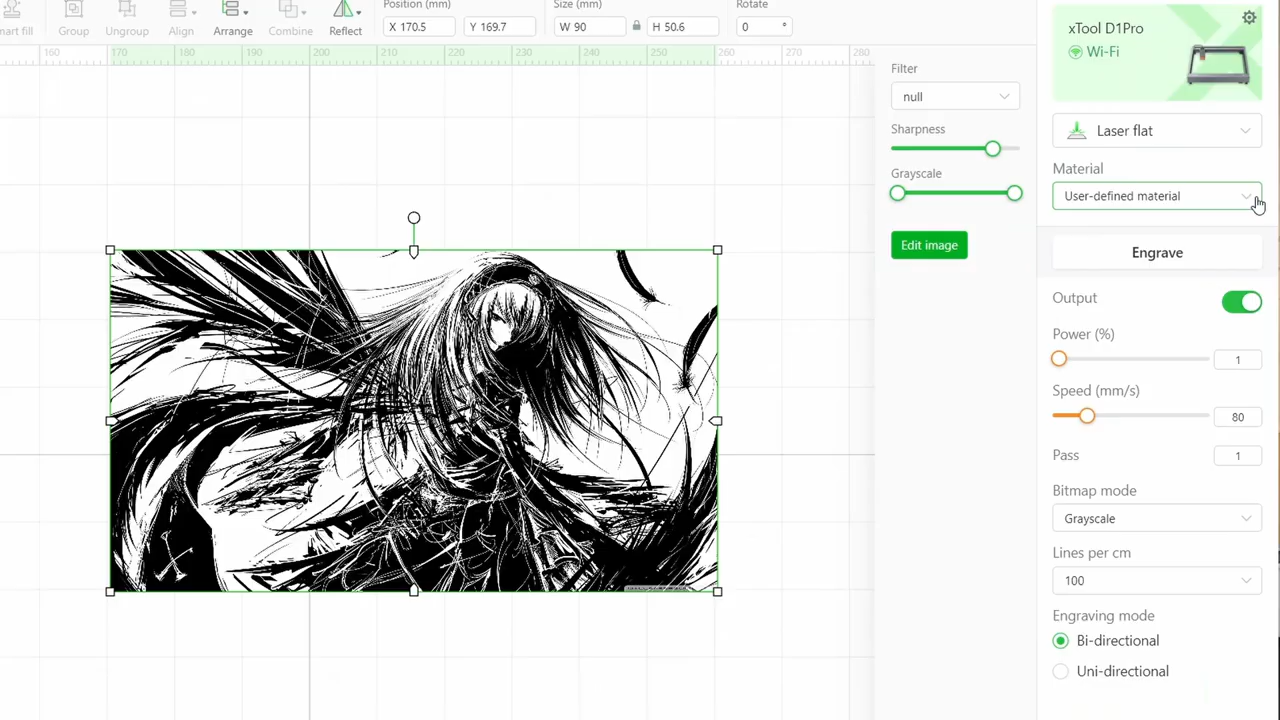 mart fill
Group
Ungroup
Align
Arrange
Combine
Reflect
Position (mm)
X 170.5
Y 169.7
Size (mm)
W 90
H 50.6
Rotate
0 °
160 170 180 190 200 210 220 230 240 250 260 270 280
Filter
null
Sharpness
Grayscale
Edit image
xTool D1Pro
Wi-Fi
Laser flat
Material
User-defined material
Engrave
Output
Power (%)
1
Speed (mm/s)
80
Pass
1
Bitmap mode
Grayscale
Lines per cm
100
Engraving mode
Bi-directional
Uni-directional